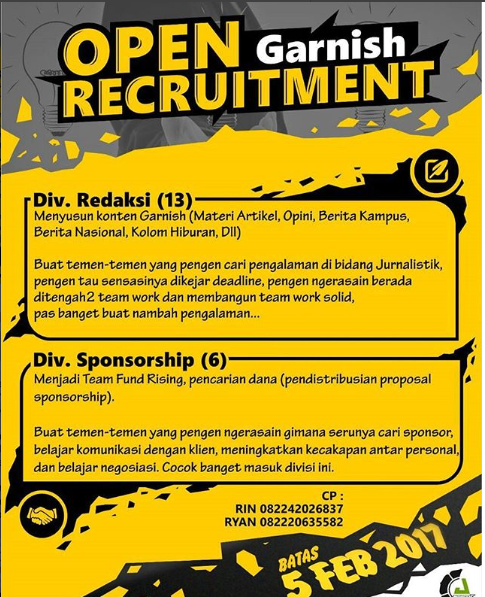 OPEN Garnish
RECRUITMENT
Div. Redaksi (13)
Menyusun konten Garnish (Materi Artikel, Opini, Berita Kampus,
Berita Nasional, Kolom Hiburan, Dll)
Buat temen-temen yang pengen cari pengalaman di bidang Jurnalistik,
pengen tau sensasinya dikejar deadline, pengen ngerasain berada
ditengah2 team work dan membangun team work solid,
pas banget buat nambah pengalaman...
Div. Sponsorship (6)
Menjadi Team Fund Rising, pencarian dana (pendistribusian proposal
sponsorship).
Buat temen-temen yang pengen ngerasain gimana serunya cari sponsor,
belajar komunikasi dengan klien, meningkatkan kecakapan antar personal,
dan belajar negosiasi. Cocok banget masuk divisi ini.
CP :
RIN 082242026837
RYAN 082220635582
BATAS
5 FEB 2017